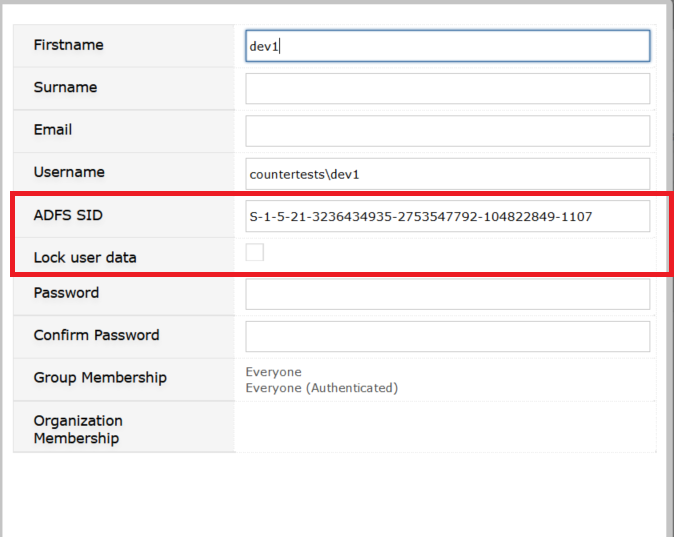 Firstname
dev1
Surname
Email
Username
countertests\dev1
ADFS SID
S-1-5-21-3236434935-2753547792-104822849-1107
Lock user data
Password
Confirm Password
Group Membership
Everyone
Everyone (Authenticated)
Organization
Membership